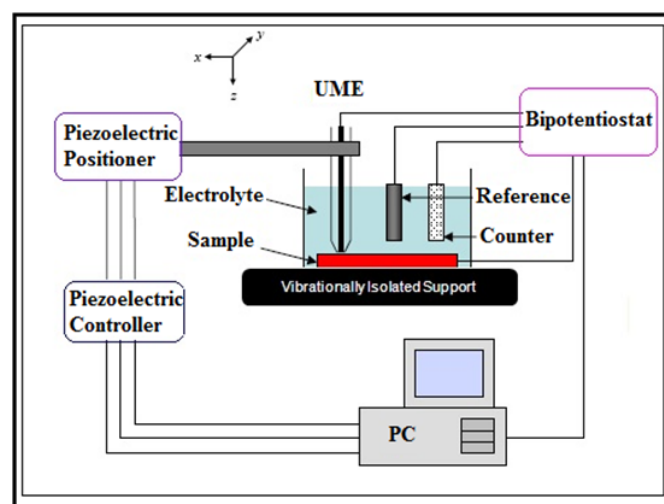 y
x
z
UME
Piezoelectric
Positioner
Bipotentiostat
Electrolyte
Reference
Sample
Counter
Vibrationally Isolated Support
Piezoelectric
Controller
PC